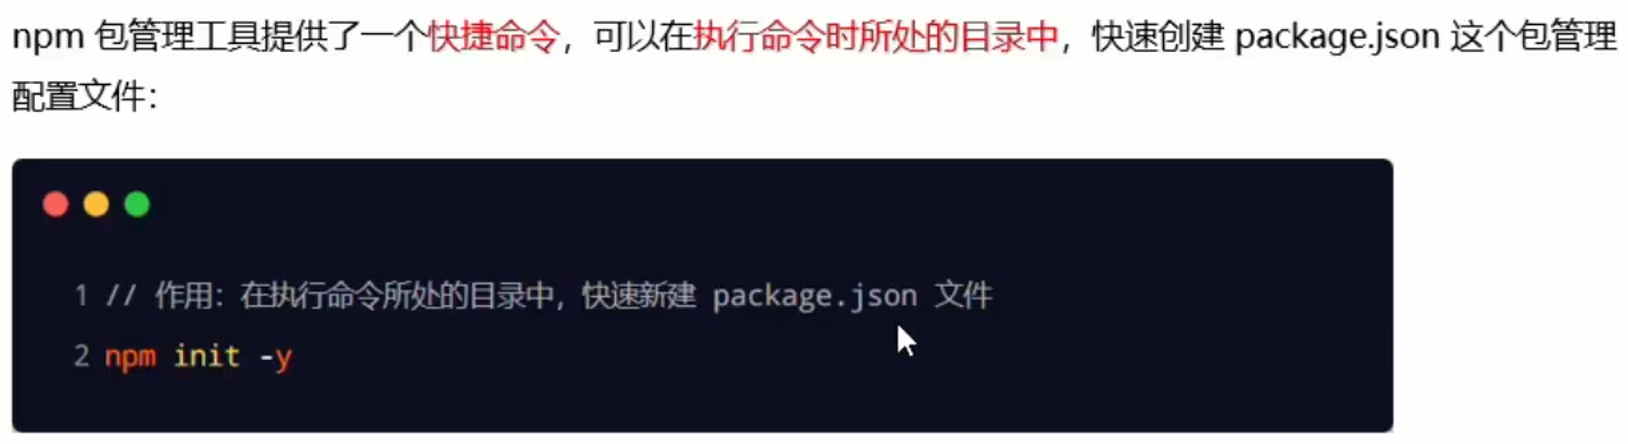 npm 包管理工具提供了一个快捷命令，可以在执行命令时所处的目录中，快速创建 package.json 这个包管理
配置文件：
1 // 作用：在执行命令所处的目录中，快速新建 package.json 文件
2 npm init -y